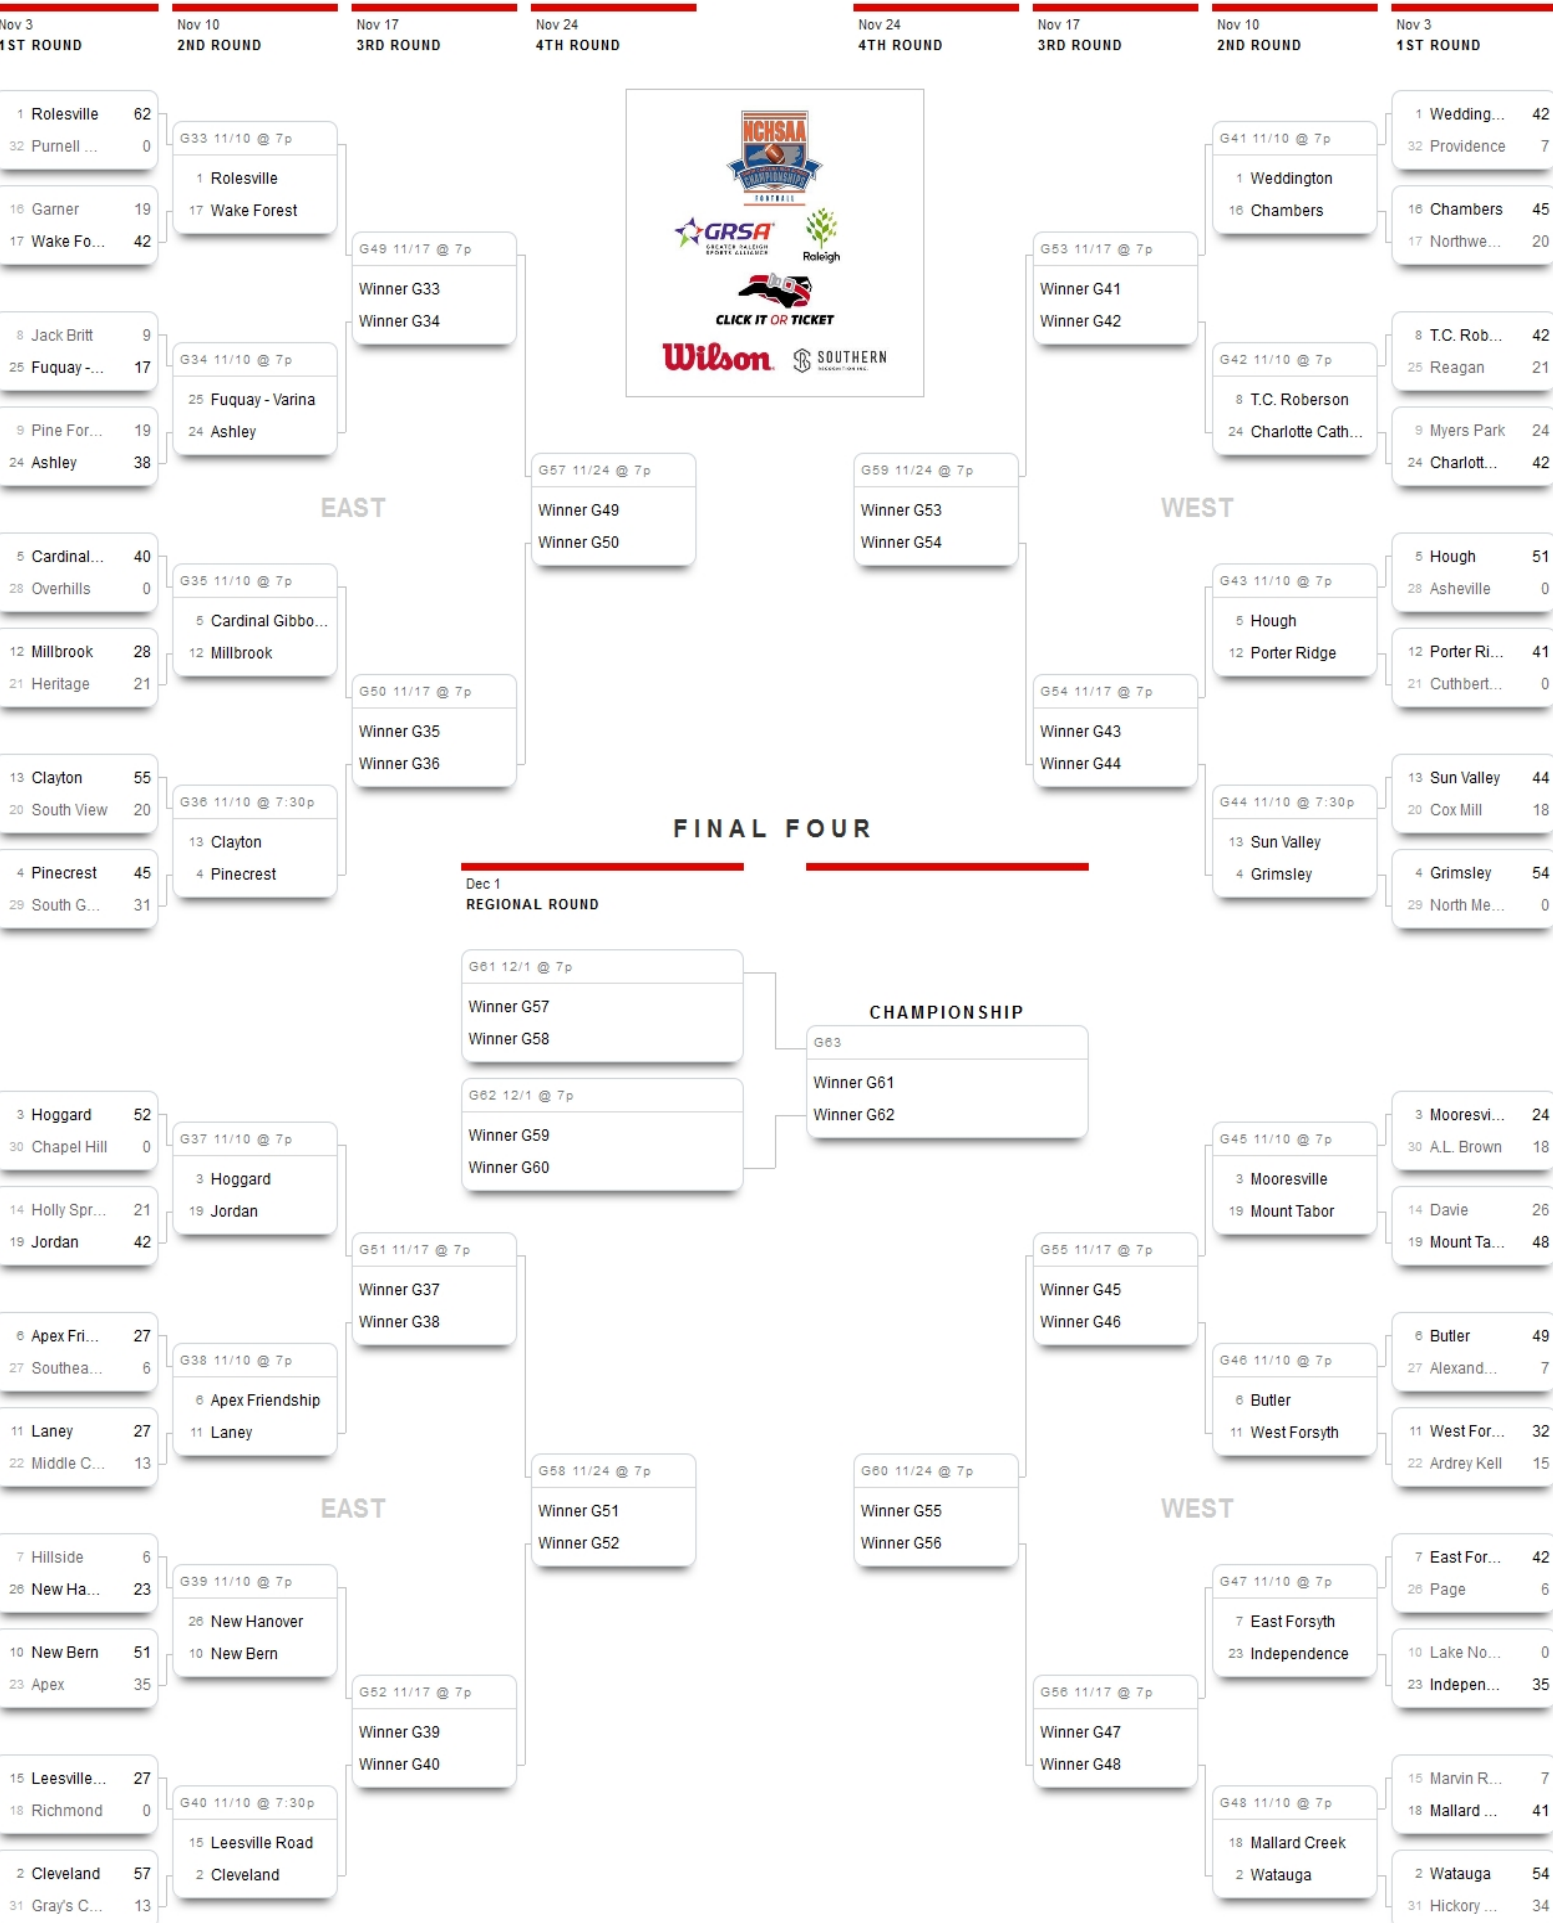 Nov 3
1ST ROUND
Nov 10
2ND ROUND
Nov 17
3RD ROUND
Nov 24
4TH ROUND
Nov 24
4TH ROUND
Nov 17
3RD ROUND
Nov 10
2ND ROUND
Nov 3
1ST ROUND
1 Rolesville 62
32 Purnell ... 0
16 Garner 19
17 Wake Fo... 42
8 Jack Britt 9
25 Fuquay -... 17
9 Pine For... 19
24 Ashley 38
5 Cardinal... 40
28 Overhills 0
12 Millbrook 28
21 Heritage 21
13 Clayton 55
20 South View 20
4 Pinecrest 45
29 South G... 31
G33 11/10 @ 7p
1 Rolesville
17 Wake Forest
G34 11/10 @ 7p
25 Fuquay - Varina
24 Ashley
G35 11/10 @ 7p
5 Cardinal Gibbo...
12 Millbrook
G36 11/10 @ 7:30p
13 Clayton
4 Pinecrest
G49 11/17 @ 7p
Winner G33
Winner G34
EAST
G50 11/17 @ 7p
Winner G35
Winner G36
G57 11/24 @ 7p
Winner G49
Winner G50
NCHSAA
CHAMPIONSHIPS
FOOTBALL
GRSA
GREATER RALEIGH
SPORTS ALLIANCE
Raleigh
CLICK IT OR TICKET
Wilson
SOUTHERN
RECOGNITION INC.
G59 11/24 @ 7p
Winner G53
Winner G54
G53 11/17 @ 7p
Winner G41
Winner G42
WEST
G54 11/17 @ 7p
Winner G43
Winner G44
G41 11/10 @ 7p
1 Weddington
16 Chambers
G42 11/10 @ 7p
8 T.C. Roberson
24 Charlotte Cath...
G43 11/10 @ 7p
5 Hough
12 Porter Ridge
G44 11/10 @ 7:30p
13 Sun Valley
4 Grimsley
1 Wedding... 42
32 Providence 7
16 Chambers 45
17 Northwe... 20
8 T.C. Rob... 42
25 Reagan 21
9 Myers Park 24
24 Charlott... 42
5 Hough 51
28 Asheville 0
12 Porter Ri... 41
21 Cuthbert... 0
13 Sun Valley 44
20 Cox Mill 18
4 Grimsley 54
29 North Me... 0
FINAL FOUR
Dec 1
REGIONAL ROUND
G61 12/1 @ 7p
Winner G57
Winner G58
G62 12/1 @ 7p
Winner G59
Winner G60
CHAMPIONSHIP
G63
Winner G61
Winner G62
3 Hoggard 52
30 Chapel Hill 0
14 Holly Spr... 21
19 Jordan 42
6 Apex Fri... 27
27 Southea... 6
11 Laney 27
22 Middle C... 13
7 Hillside 6
26 New Ha... 23
10 New Bern 51
23 Apex 35
15 Leesville... 27
18 Richmond 0
2 Cleveland 57
31 Gray's C... 13
G37 11/10 @ 7p
3 Hoggard
19 Jordan
G38 11/10 @ 7p
6 Apex Friendship
11 Laney
G39 11/10 @ 7p
26 New Hanover
10 New Bern
G40 11/10 @ 7:30p
15 Leesville Road
2 Cleveland
G51 11/17 @ 7p
Winner G37
Winner G38
EAST
G52 11/17 @ 7p
Winner G39
Winner G40
G58 11/24 @ 7p
Winner G51
Winner G52
G60 11/24 @ 7p
Winner G55
Winner G56
G55 11/17 @ 7p
Winner G45
Winner G46
WEST
G56 11/17 @ 7p
Winner G47
Winner G48
G45 11/10 @ 7p
3 Mooresville
19 Mount Tabor
G46 11/10 @ 7p
6 Butler
11 West Forsyth
G47 11/10 @ 7p
7 East Forsyth
23 Independence
G48 11/10 @ 7p
18 Mallard Creek
2 Watauga
3 Mooresvi... 24
30 A.L. Brown 18
14 Davie 26
19 Mount Ta... 48
6 Butler 49
27 Alexand... 7
11 West For... 32
22 Ardrey Kell 15
7 East For... 42
26 Page 6
10 Lake No... 0
23 Indepen... 35
15 Marvin R... 7
18 Mallard ... 41
2 Watauga 54
31 Hickory ... 34